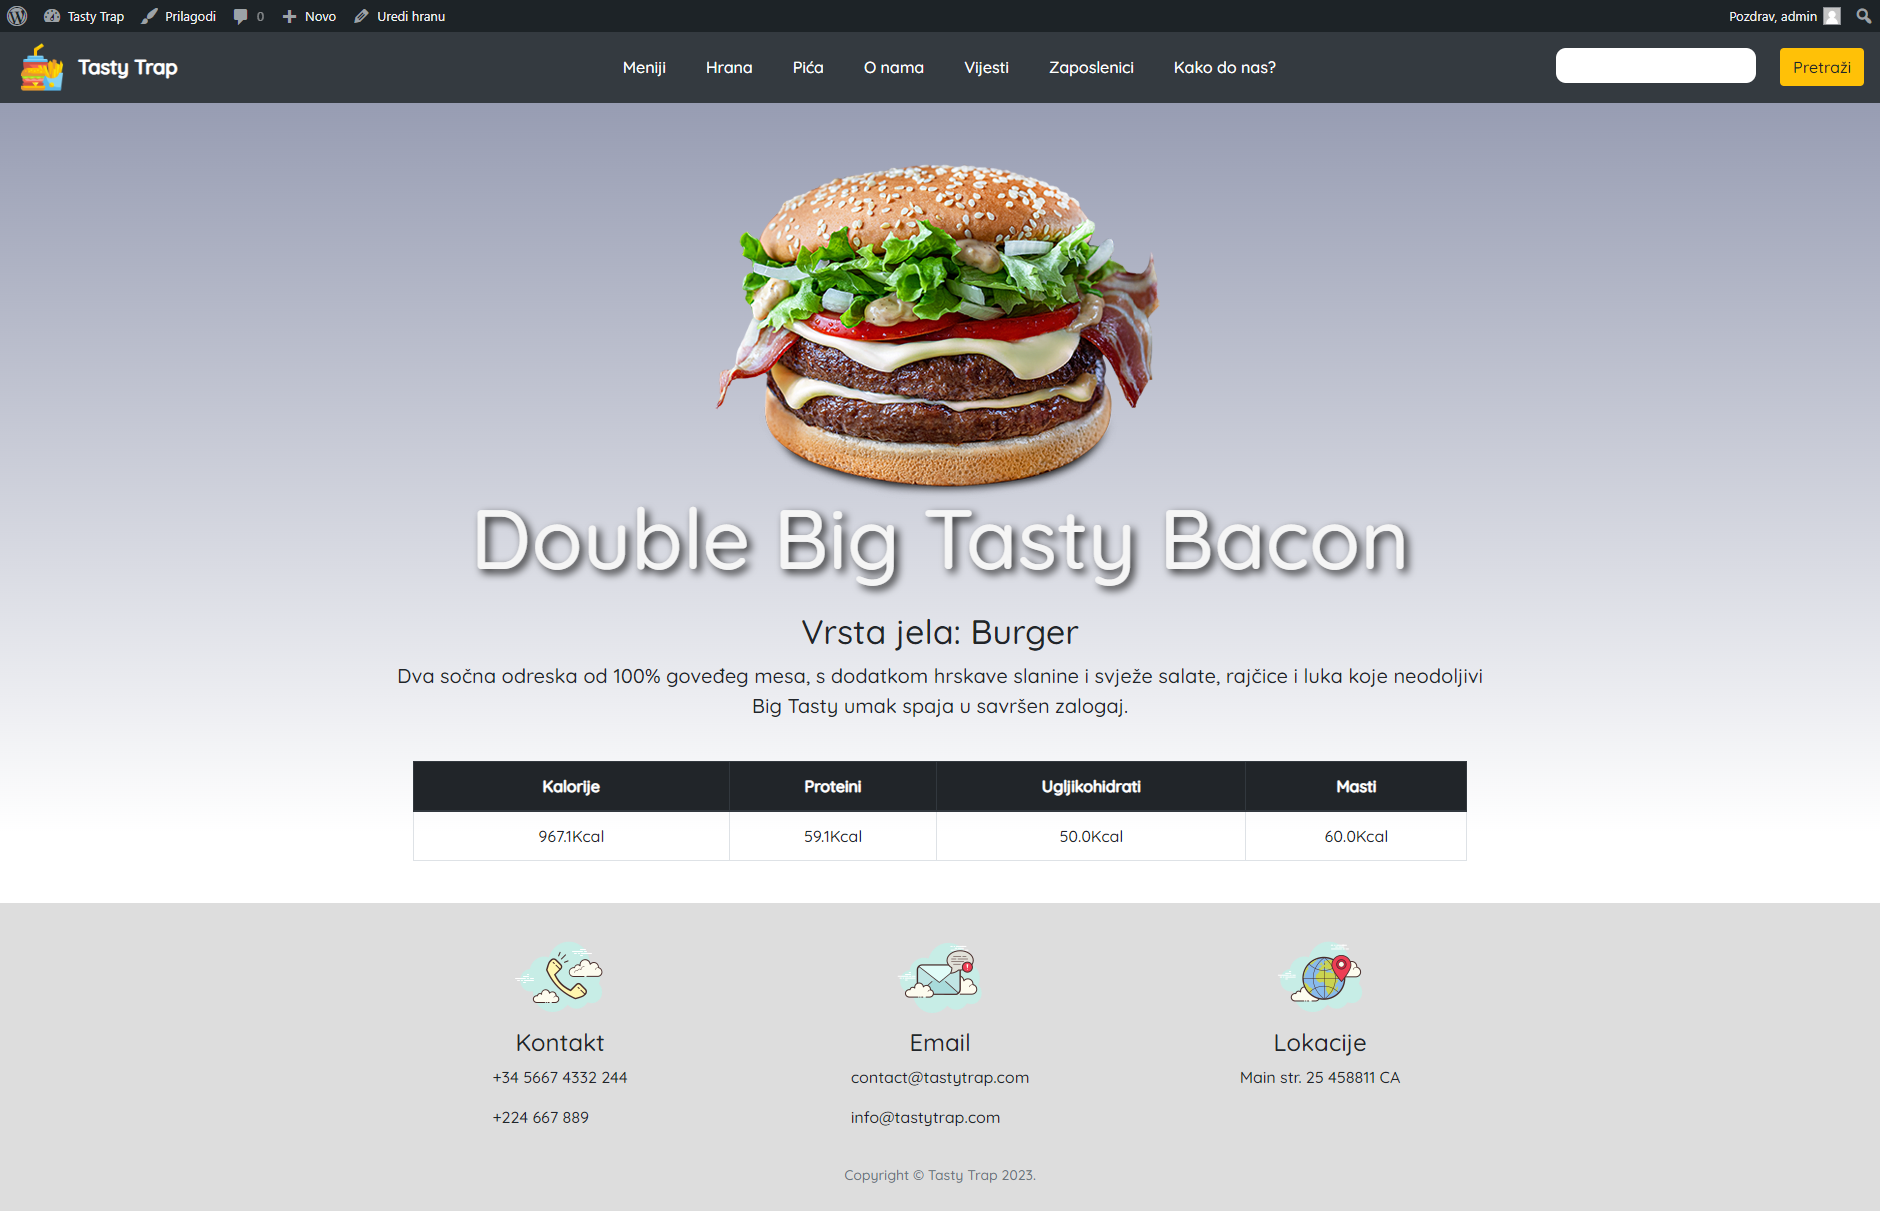 Tasty Trap Prilagodi 0 Novo Uredi hranu Pozdrav, admin
Tasty Trap Meniji Hrana Pića O nama Vijesti Zaposlenici Kako do nas? Pretraži
Double Big Tasty Bacon
Vrsta jela: Burger
Dva sočna odreska od 100% goveđeg mesa, s dodatkom hrskave slanine i svježe salate, rajčice i luka koje neodoljivi
Big Tasty umak spaja u savršen zalogaj.
Kalorije Proteini Ugljikohidrati Masti
967.1Kcal 59.1Kcal 50.0Kcal 60.0Kcal
Kontakt Email Lokacije
+34 5667 4332 244 contact@tastytrap.com Main str. 25 458811 CA
+224 667 889 info@tastytrap.com
Copyright © Tasty Trap 2023.